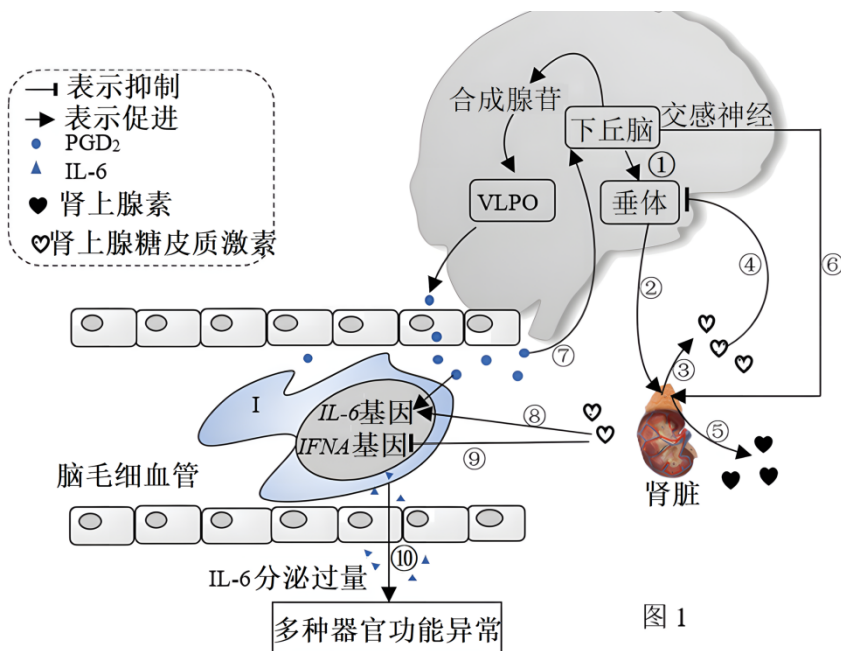 表示抑制
表示促进
PGD₂
IL-6
肾上腺素
肾上腺糖皮质激素
合成腺苷
下丘脑
交感神经
①
VLPO
垂体
②
④
⑥
⑦
③
I
IL-6基因
⑧
IFNA基因
⑨
⑤
脑毛细血管
肾脏
⑩
IL-6分泌过量
多种器官功能异常
图1